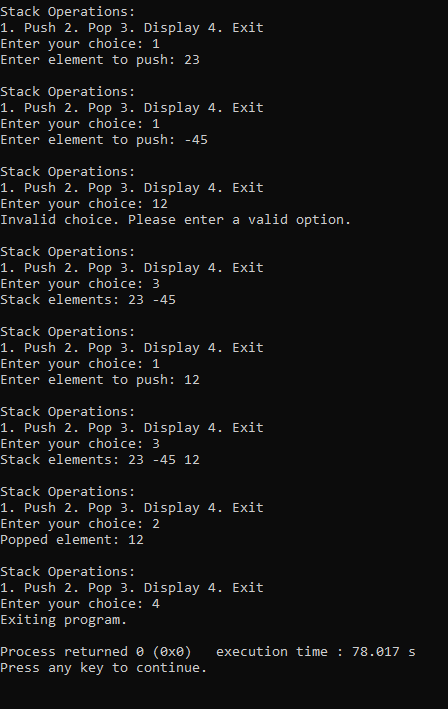 Stack Operations:
1. Push 2. Pop 3. Display 4. Exit
Enter your choice: 1
Enter element to push: 23
Stack Operations:
1. Push 2. Pop 3. Display 4. Exit
Enter your choice: 1
Enter element to push: -45
Stack Operations:
1. Push 2. Pop 3. Display 4. Exit
Enter your choice: 12
Invalid choice. Please enter a valid option.
Stack Operations:
1. Push 2. Pop 3. Display 4. Exit
Enter your choice: 3
Stack elements: 23 -45
Stack Operations:
1. Push 2. Pop 3. Display 4. Exit
Enter your choice: 1
Enter element to push: 12
Stack Operations:
1. Push 2. Pop 3. Display 4. Exit
Enter your choice: 3
Stack elements: 23 -45 12
Stack Operations:
1. Push 2. Pop 3. Display 4. Exit
Enter your choice: 2
Popped element: 12
Stack Operations:
1. Push 2. Pop 3. Display 4. Exit
Enter your choice: 4
Exiting program.
Process returned 0 (0x0)   execution time : 78.017 s
Press any key to continue.